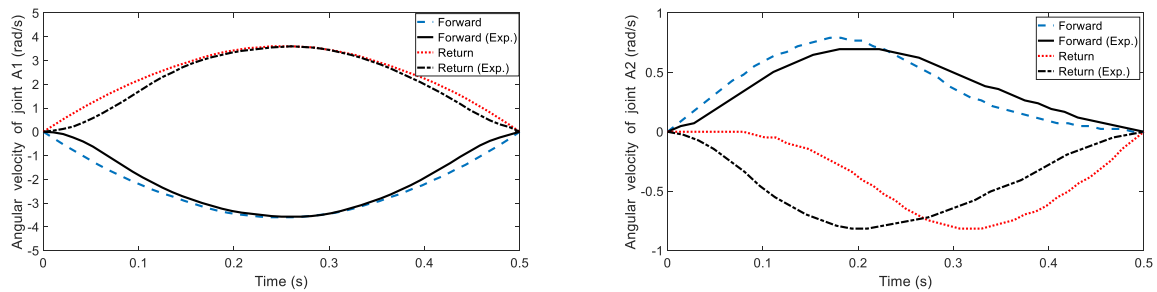 Angular velocity of joint A1 (rad/s)
5
4
3
2
1
0
-1
-2
-3
-4
-5
0
0.1
0.2
0.3
0.4
0.5
Time (s)
Forward
Forward (Exp.)
Return
Return (Exp.)
Angular velocity of joint A2 (rad/s)
1
0.5
0
-0.5
-1
0
0.1
0.2
0.3
0.4
0.5
Time (s)
Forward
Forward (Exp.)
Return
Return (Exp.)